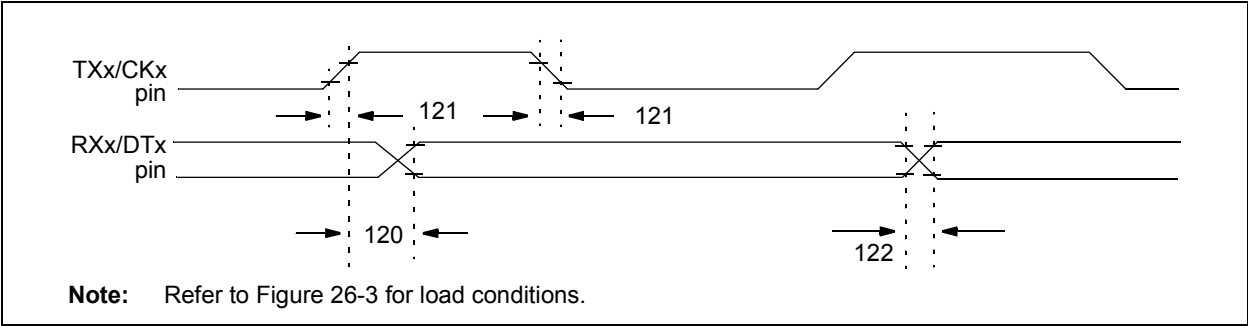 TXx/CKx
pin
121
121
RXx/DTx
pin
120
122
Note: Refer to Figure 26-3 for load conditions.